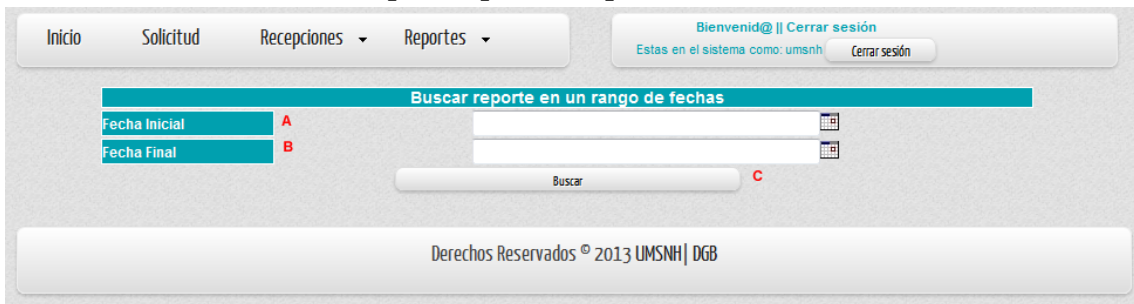 Inicio Solicitud Recepciones Reportes
Bienvenid@ || Cerrar sesión
Estas en el sistema como: umsnh Cerrar sesión
Buscar reporte en un rango de fechas
Fecha Inicial A
Fecha Final B
Buscar C
Derechos Reservados © 2013 UMSNH| DGB